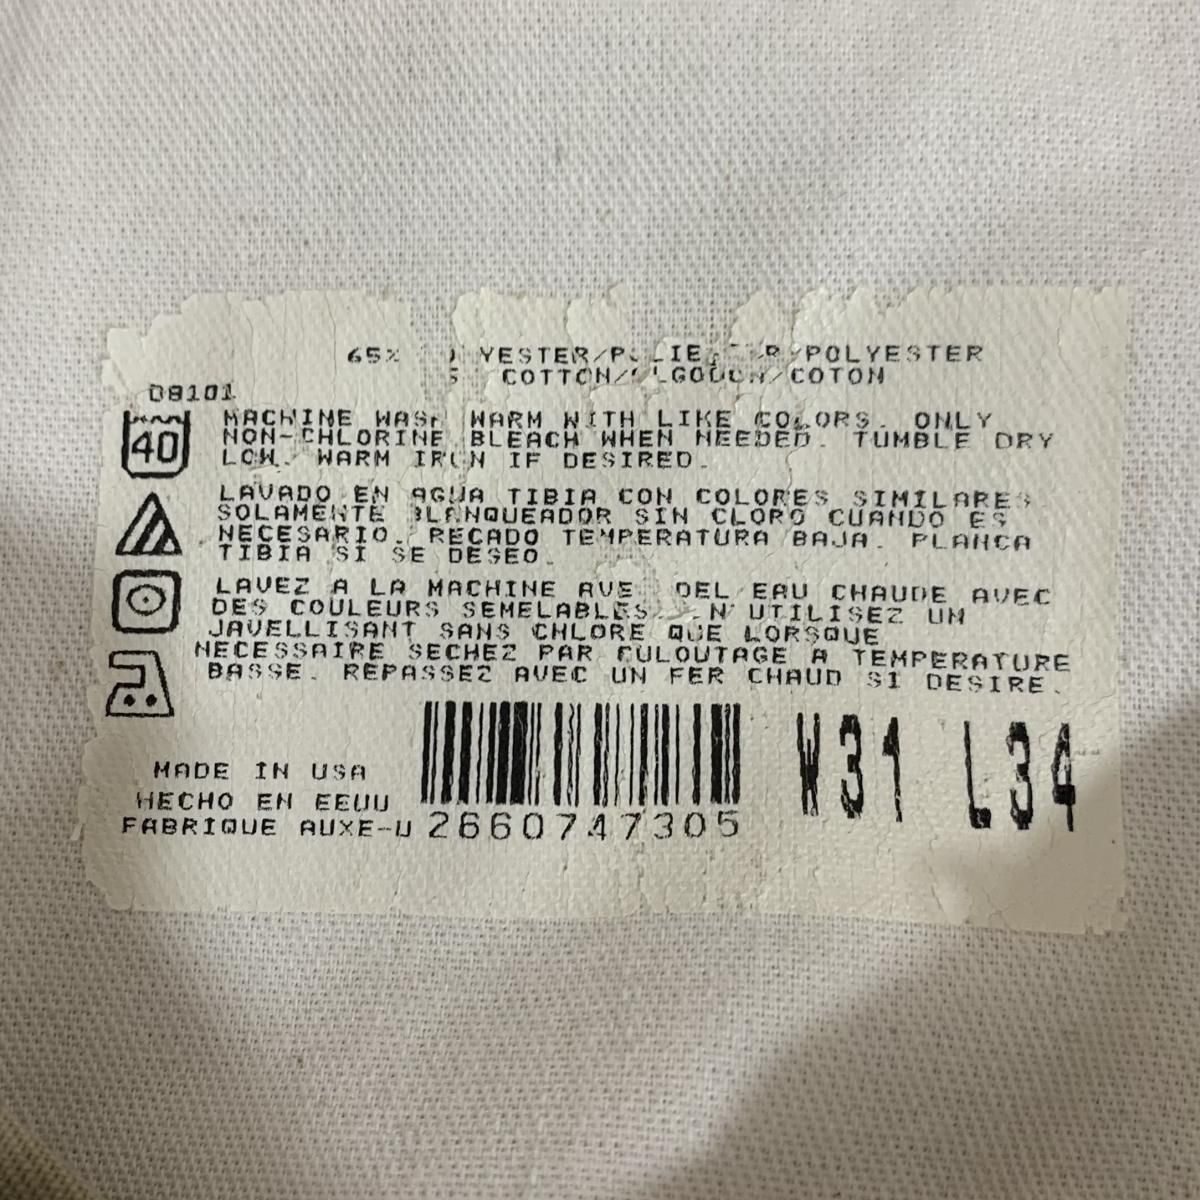 65% YESTER/POLYESTER
COTTON/ALGODON/COTON
08101
40
MACHINE WASH WARM WITH LIKE COLORS. ONLY
NON-CHLORINE BLEACH WHEN NEEDED. TUMBLE DRY
LOW. WARM IRON IF DESIRED.
LAVADO EN AGUA TIBIA CON COLORES SIMILARES
SOLAMENTE BLANQUEADOR SIN CLORO CUANDO ES
NECESARIO. RECADO TEMPERATURA BAJA. PLANCA
TIBIA SI SE DESEO.
LAVEZ A LA MACHINE AVE DEL EAU CHAUDE AVEC
DES COULEURS SEMELABLES. N'UTILISEZ UN
JAVELLISANT SANS CHLORE QUE LORSQUE
NECESSAIRE SECHEZ PAR CULOUTAGE A TEMPERATURE
BASSE. REPASSEZ AVEC UN FER CHAUD SI DESIRE.
MADE IN USA
HECHO EN EEUU
FABRIQUE AUXE-U
2660747305
W31 L34